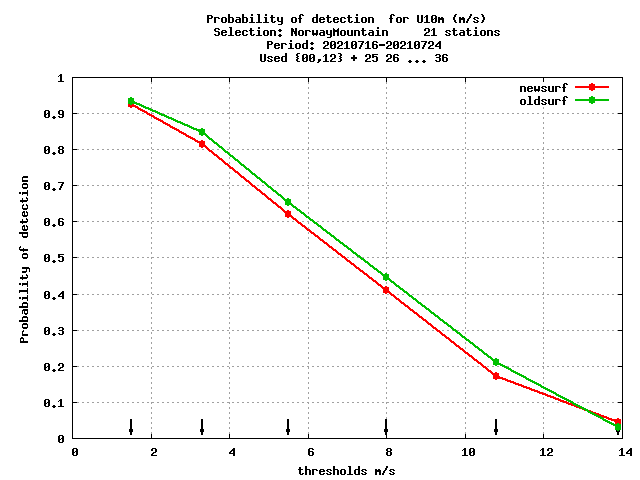 Probability of detection  for U10m (m/s)
Selection: NorwayMountain     21 stations
Period: 20210716-20210724
Used {00,12} + 25 26 ... 36
newsurf
oldsurf
Probability of detection
1
0.9
0.8
0.7
0.6
0.5
0.4
0.3
0.2
0.1
0
0 2 4 6 8 10 12 14
thresholds m/s